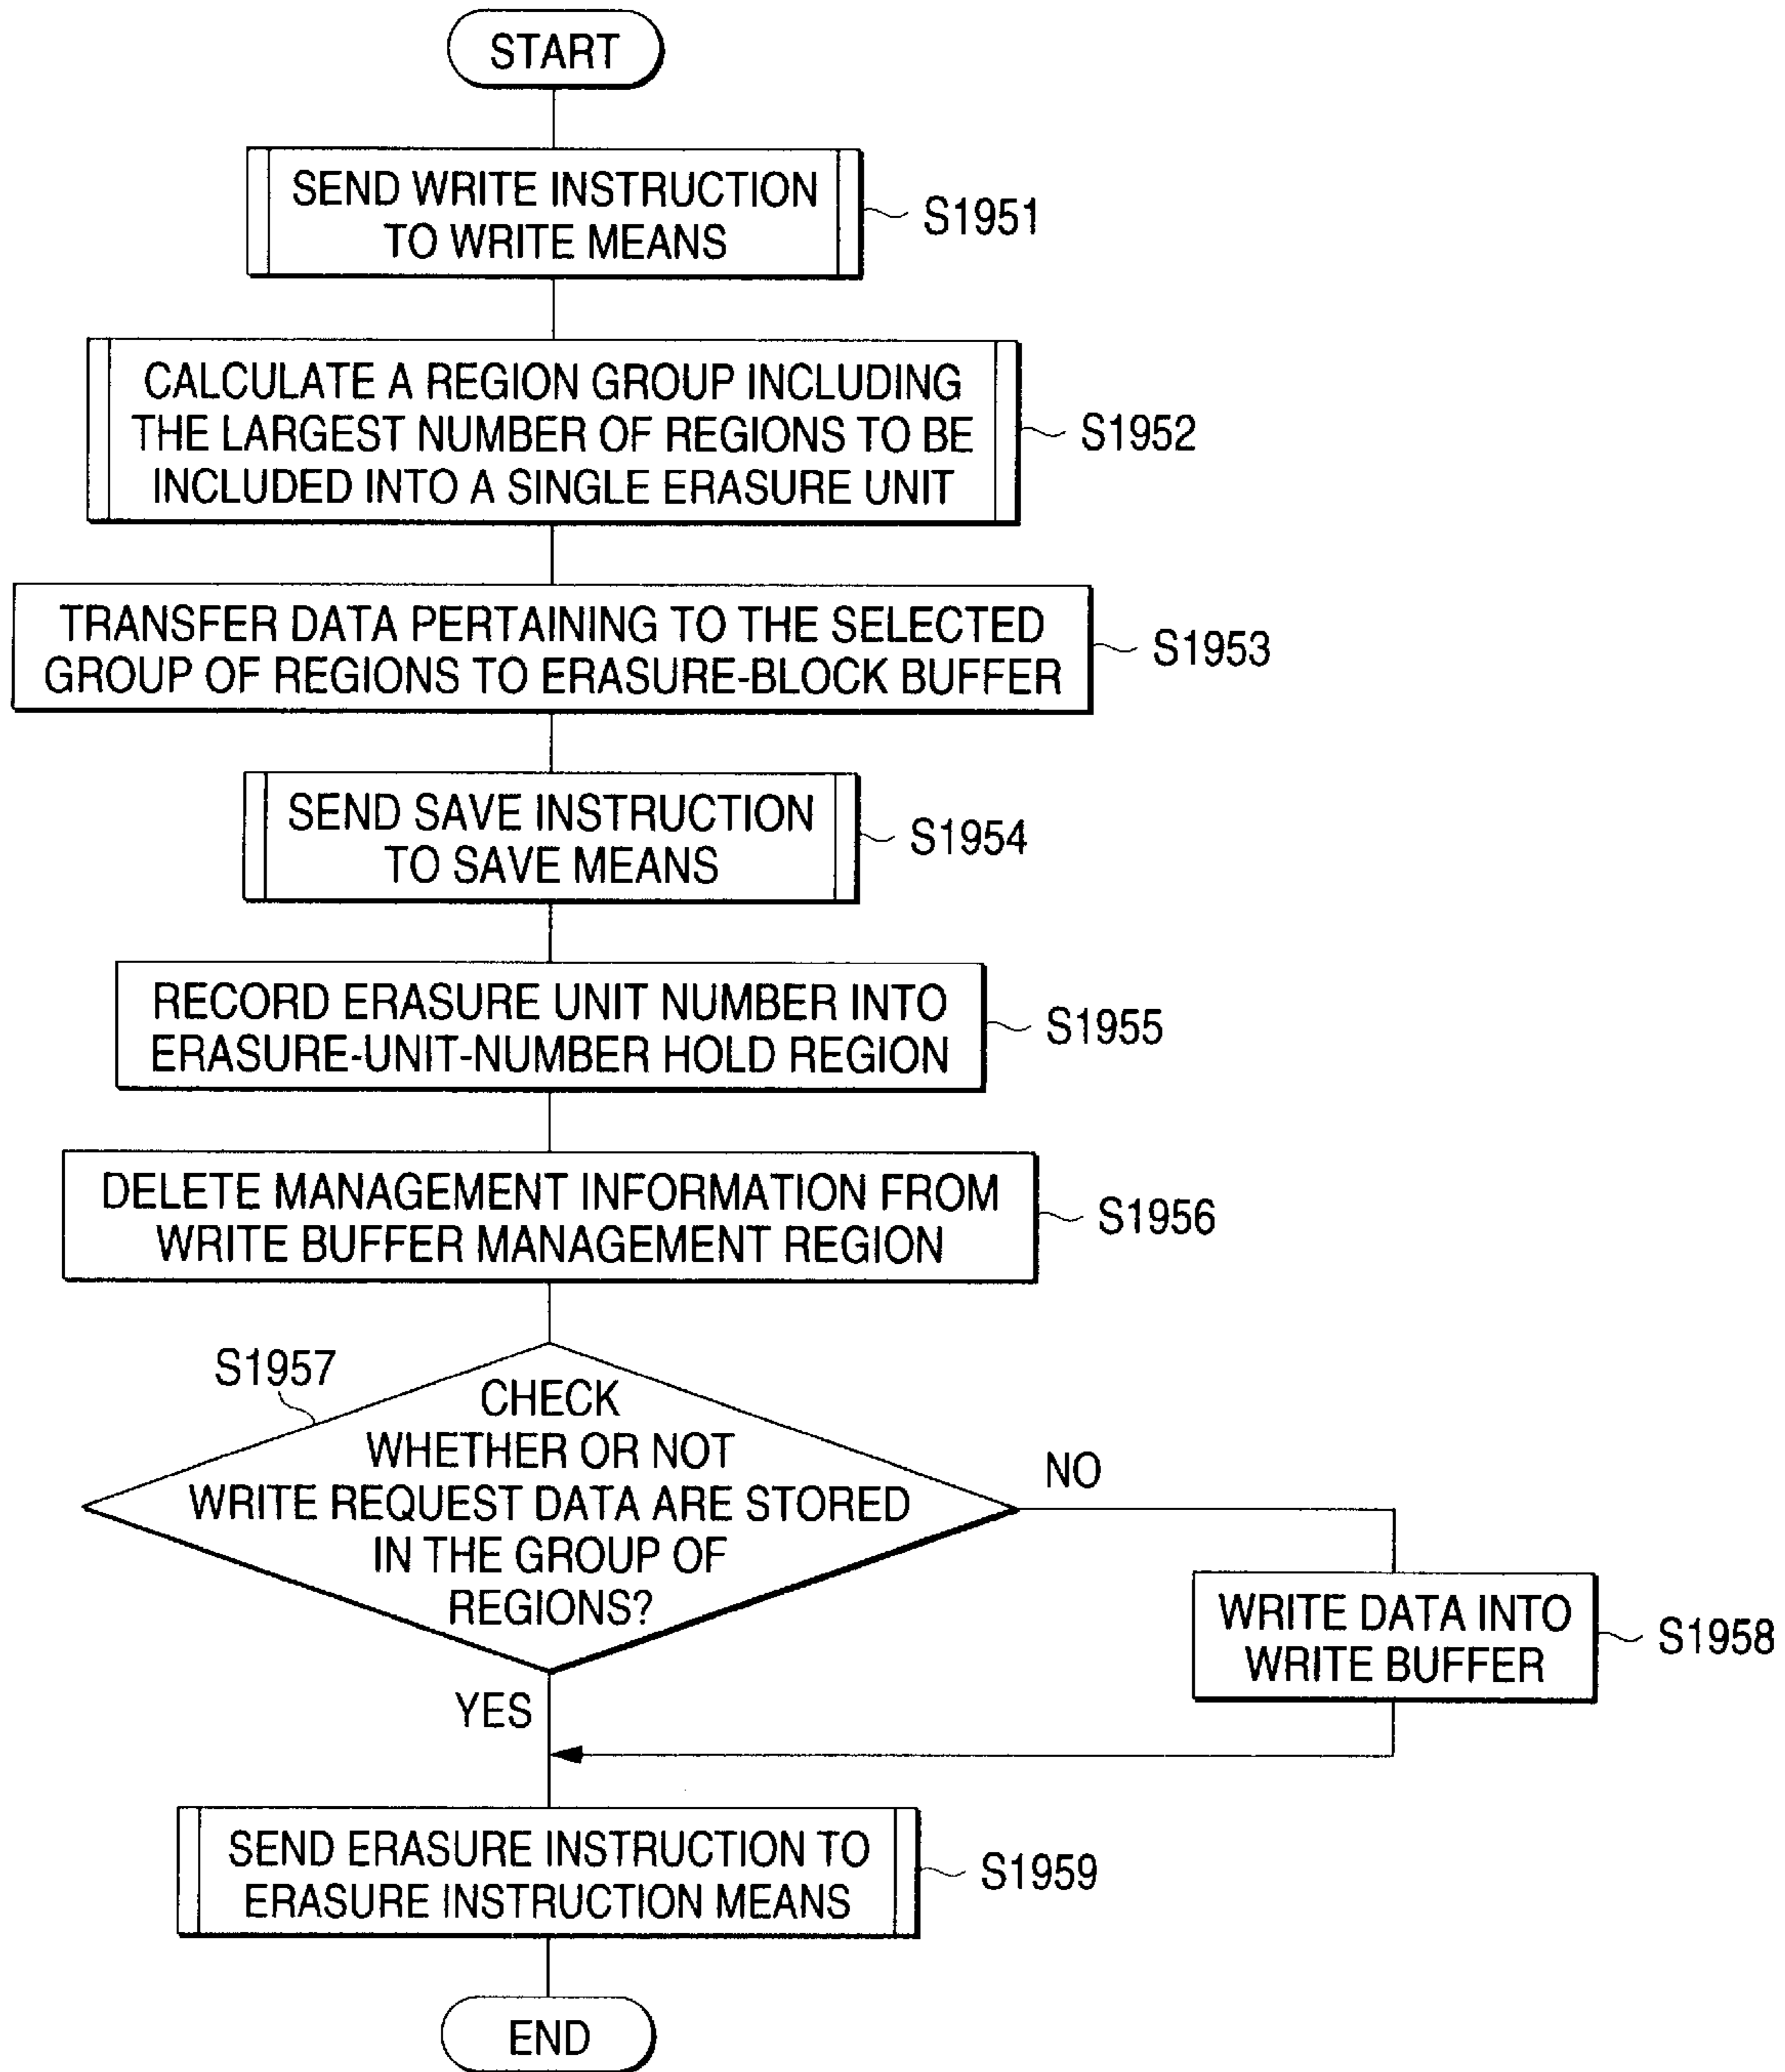 START
SEND WRITE INSTRUCTION
TO WRITE MEANS
S1951
CALCULATE A REGION GROUP INCLUDING
THE LARGEST NUMBER OF REGIONS TO BE
INCLUDED INTO A SINGLE ERASURE UNIT
S1952
TRANSFER DATA PERTAINING TO THE SELECTED
GROUP OF REGIONS TO ERASURE-BLOCK BUFFER
S1953
SEND SAVE INSTRUCTION
TO SAVE MEANS
S1954
RECORD ERASURE UNIT NUMBER INTO
ERASURE-UNIT-NUMBER HOLD REGION
S1955
DELETE MANAGEMENT INFORMATION FROM
WRITE BUFFER MANAGEMENT REGION
S1956
S1957
CHECK
WHETHER OR NOT
WRITE REQUEST DATA ARE STORED
IN THE GROUP OF
REGIONS?
NO
WRITE DATA INTO
WRITE BUFFER
S1958
YES
SEND ERASURE INSTRUCTION TO
ERASURE INSTRUCTION MEANS
S1959
END